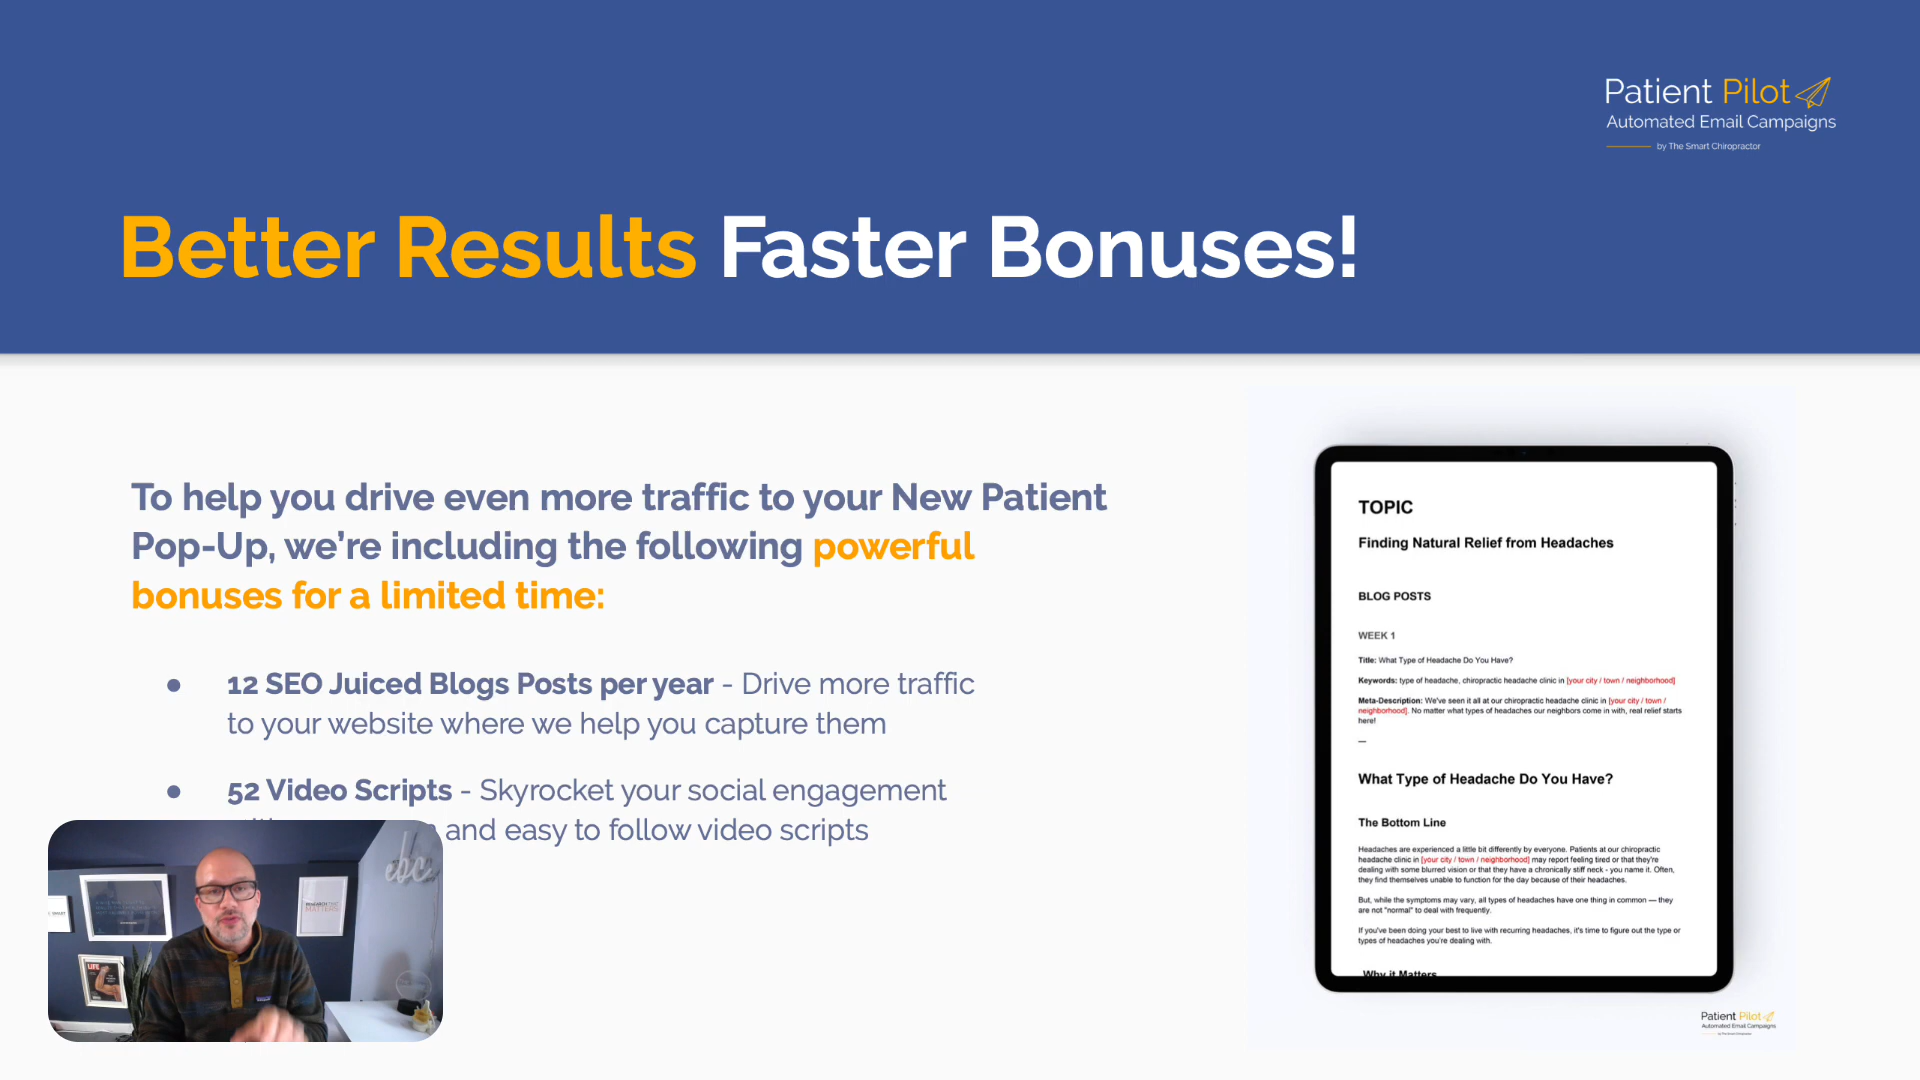 Patient Pilot
Automated Email Campaigns
by The Smart Chiropractor
Better Results Faster Bonuses!
To help you drive even more traffic to your New Patient
Pop-Up, we’re including the following powerful
bonuses for a limited time:
● 12 SEO Juiced Blogs Posts per year - Drive more traffic
to your website where we help you capture them
● 52 Video Scripts - Skyrocket your social engagement
and easy to follow video scripts
TOPIC
Finding Natural Relief from Headaches
BLOG POSTS
WEEK 1
Title: What Type of Headache Do You Have?
Keywords: type of headache, chiropractic headache clinic in [your city / town / neighborhood]
Meta-Description: We've seen it all at our chiropractic headache clinic in [your city / town /
neighborhood]. No matter what types of headaches our neighbors come in with, real relief starts
here!
—
What Type of Headache Do You Have?
The Bottom Line
Headaches are experienced a little bit differently by everyone. Patients at our chiropractic
headache clinic in [your city / town / neighborhood] may report feeling tired or that they're
dealing with some blurred vision or that they have a chronically stiff neck - you name it. Often,
they find themselves unable to function for the day because of their headaches.
But, while the symptoms may vary, all types of headaches have one thing in common — they
are not "normal" to deal with frequently.
If you've been doing your best to live with recurring headaches, it's time to figure out the type or
types of headaches you're dealing with.
Why it Matters
Patient Pilot
Automated Email Campaigns
by The Smart Chiropractor
SMART
RESEARCH
MATTERS
LIFE
ebc